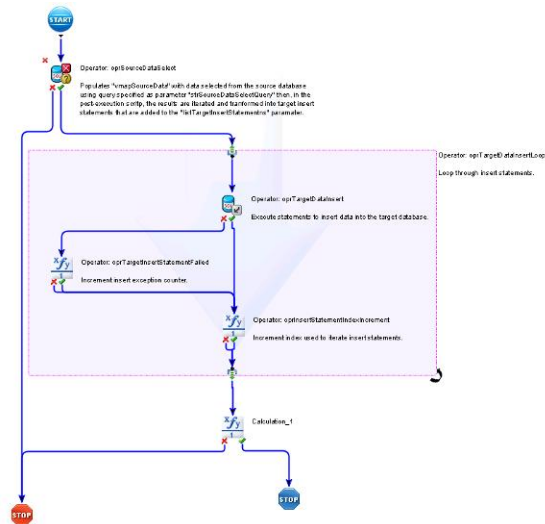 START
Operator: oprSourceDataSelect
Populates "vmapSourceData" with data selected from the source database
using query specified as parameter "strSourceDataSelectQuery" then, in the
post-execution scritp, the results are iterated and tranformed into target insert
statements that are added to the "listTargetInsertStatements" paramater.
Operator: oprTargetDataInsertLoop
Loop through insert statements.
Operator: oprTargetDataInsert
Execute statements to insert data into the target database.
Operator: oprTargetInsertStatementFailed
Increment insert exception counter.
Operator: oprInsertStatementIndexIncrement
Increment index used to iterate insert statements.
Calculation_1
STOP
STOP